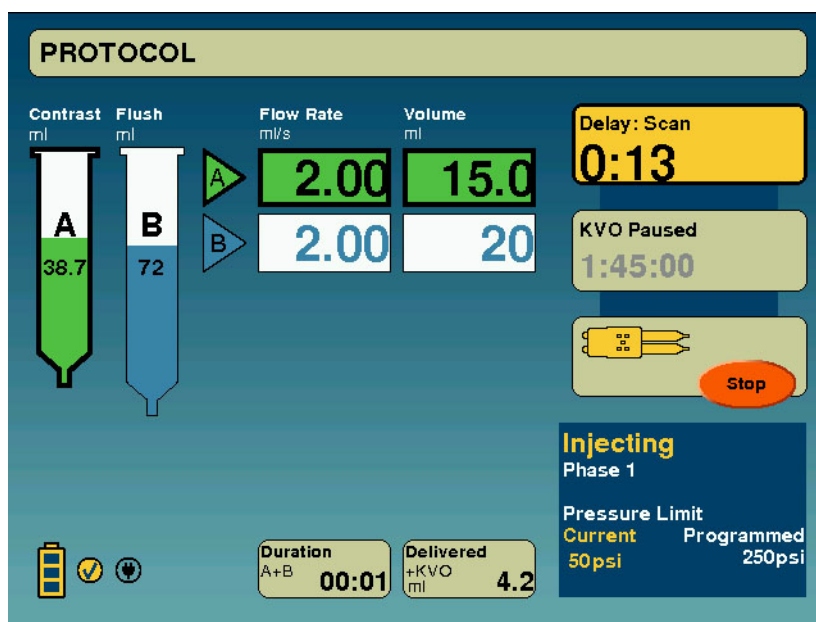 PROTOCOL
Contrast Flush
ml ml
Flow Rate Volume
ml/s ml
A 2.00 15.0
B 2.00 20
A B
38.7 72
Delay: Scan
0:13
KVO Paused
1:45:00
Stop
Injecting
Phase 1
Pressure Limit
Current Programmed
50psi 250psi
Duration
A+B 00:01
Delivered
+KVO
ml 4.2